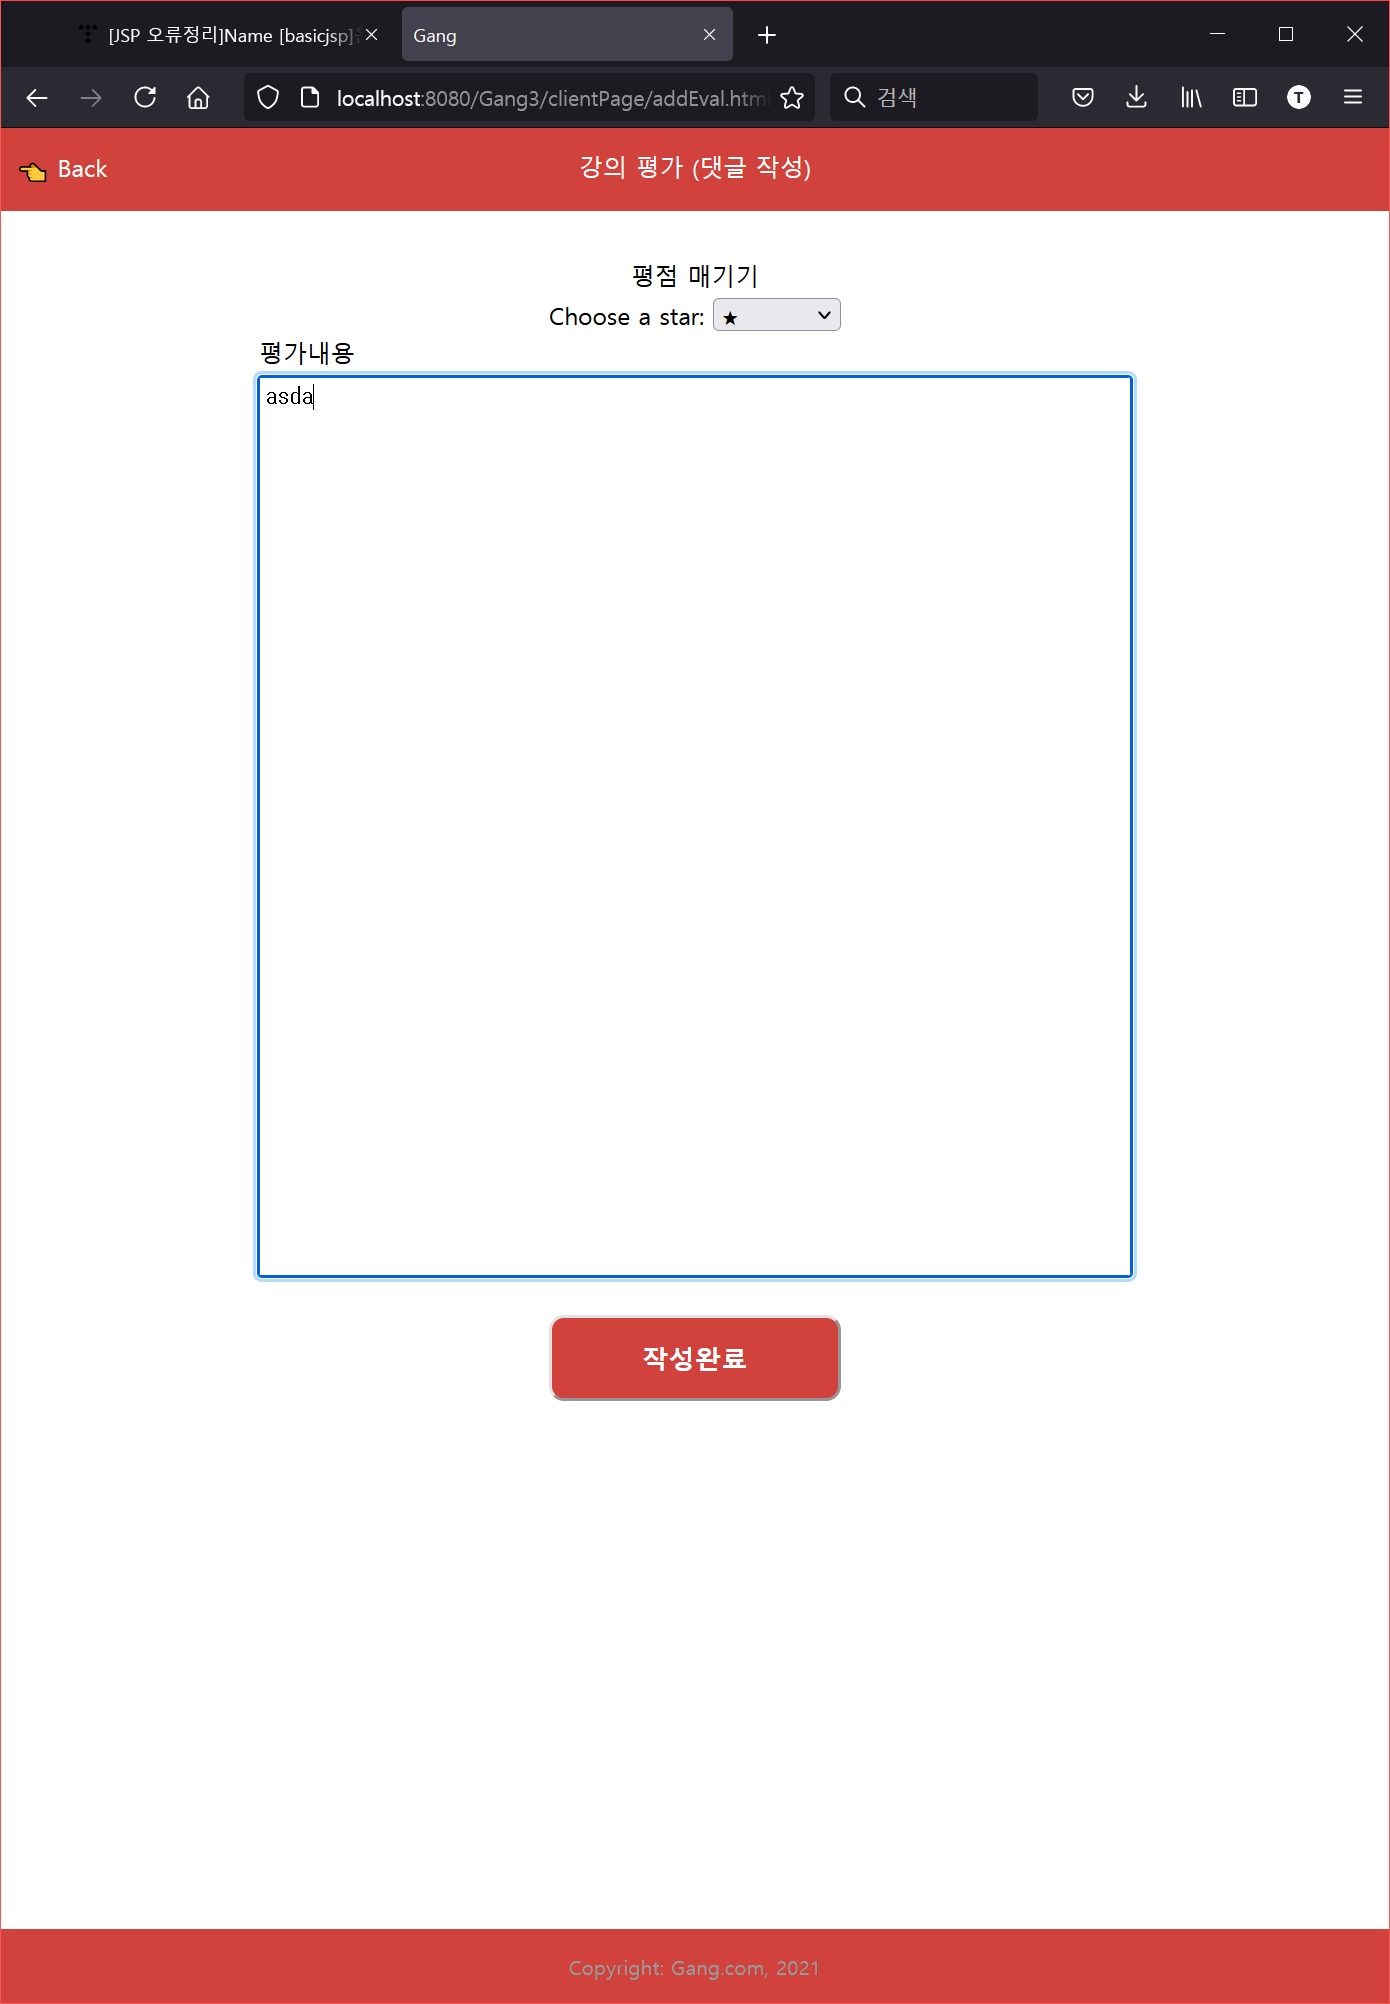 [JSP 오류정리]Name [basicjsp]
Gang
localhost:8080/Gang3/clientPage/addEval.html
검색
T
Back
강의 평가 (댓글 작성)
평점 매기기
Choose a star: ★
평가내용
asda
작성완료
Copyright: Gang.com, 2021